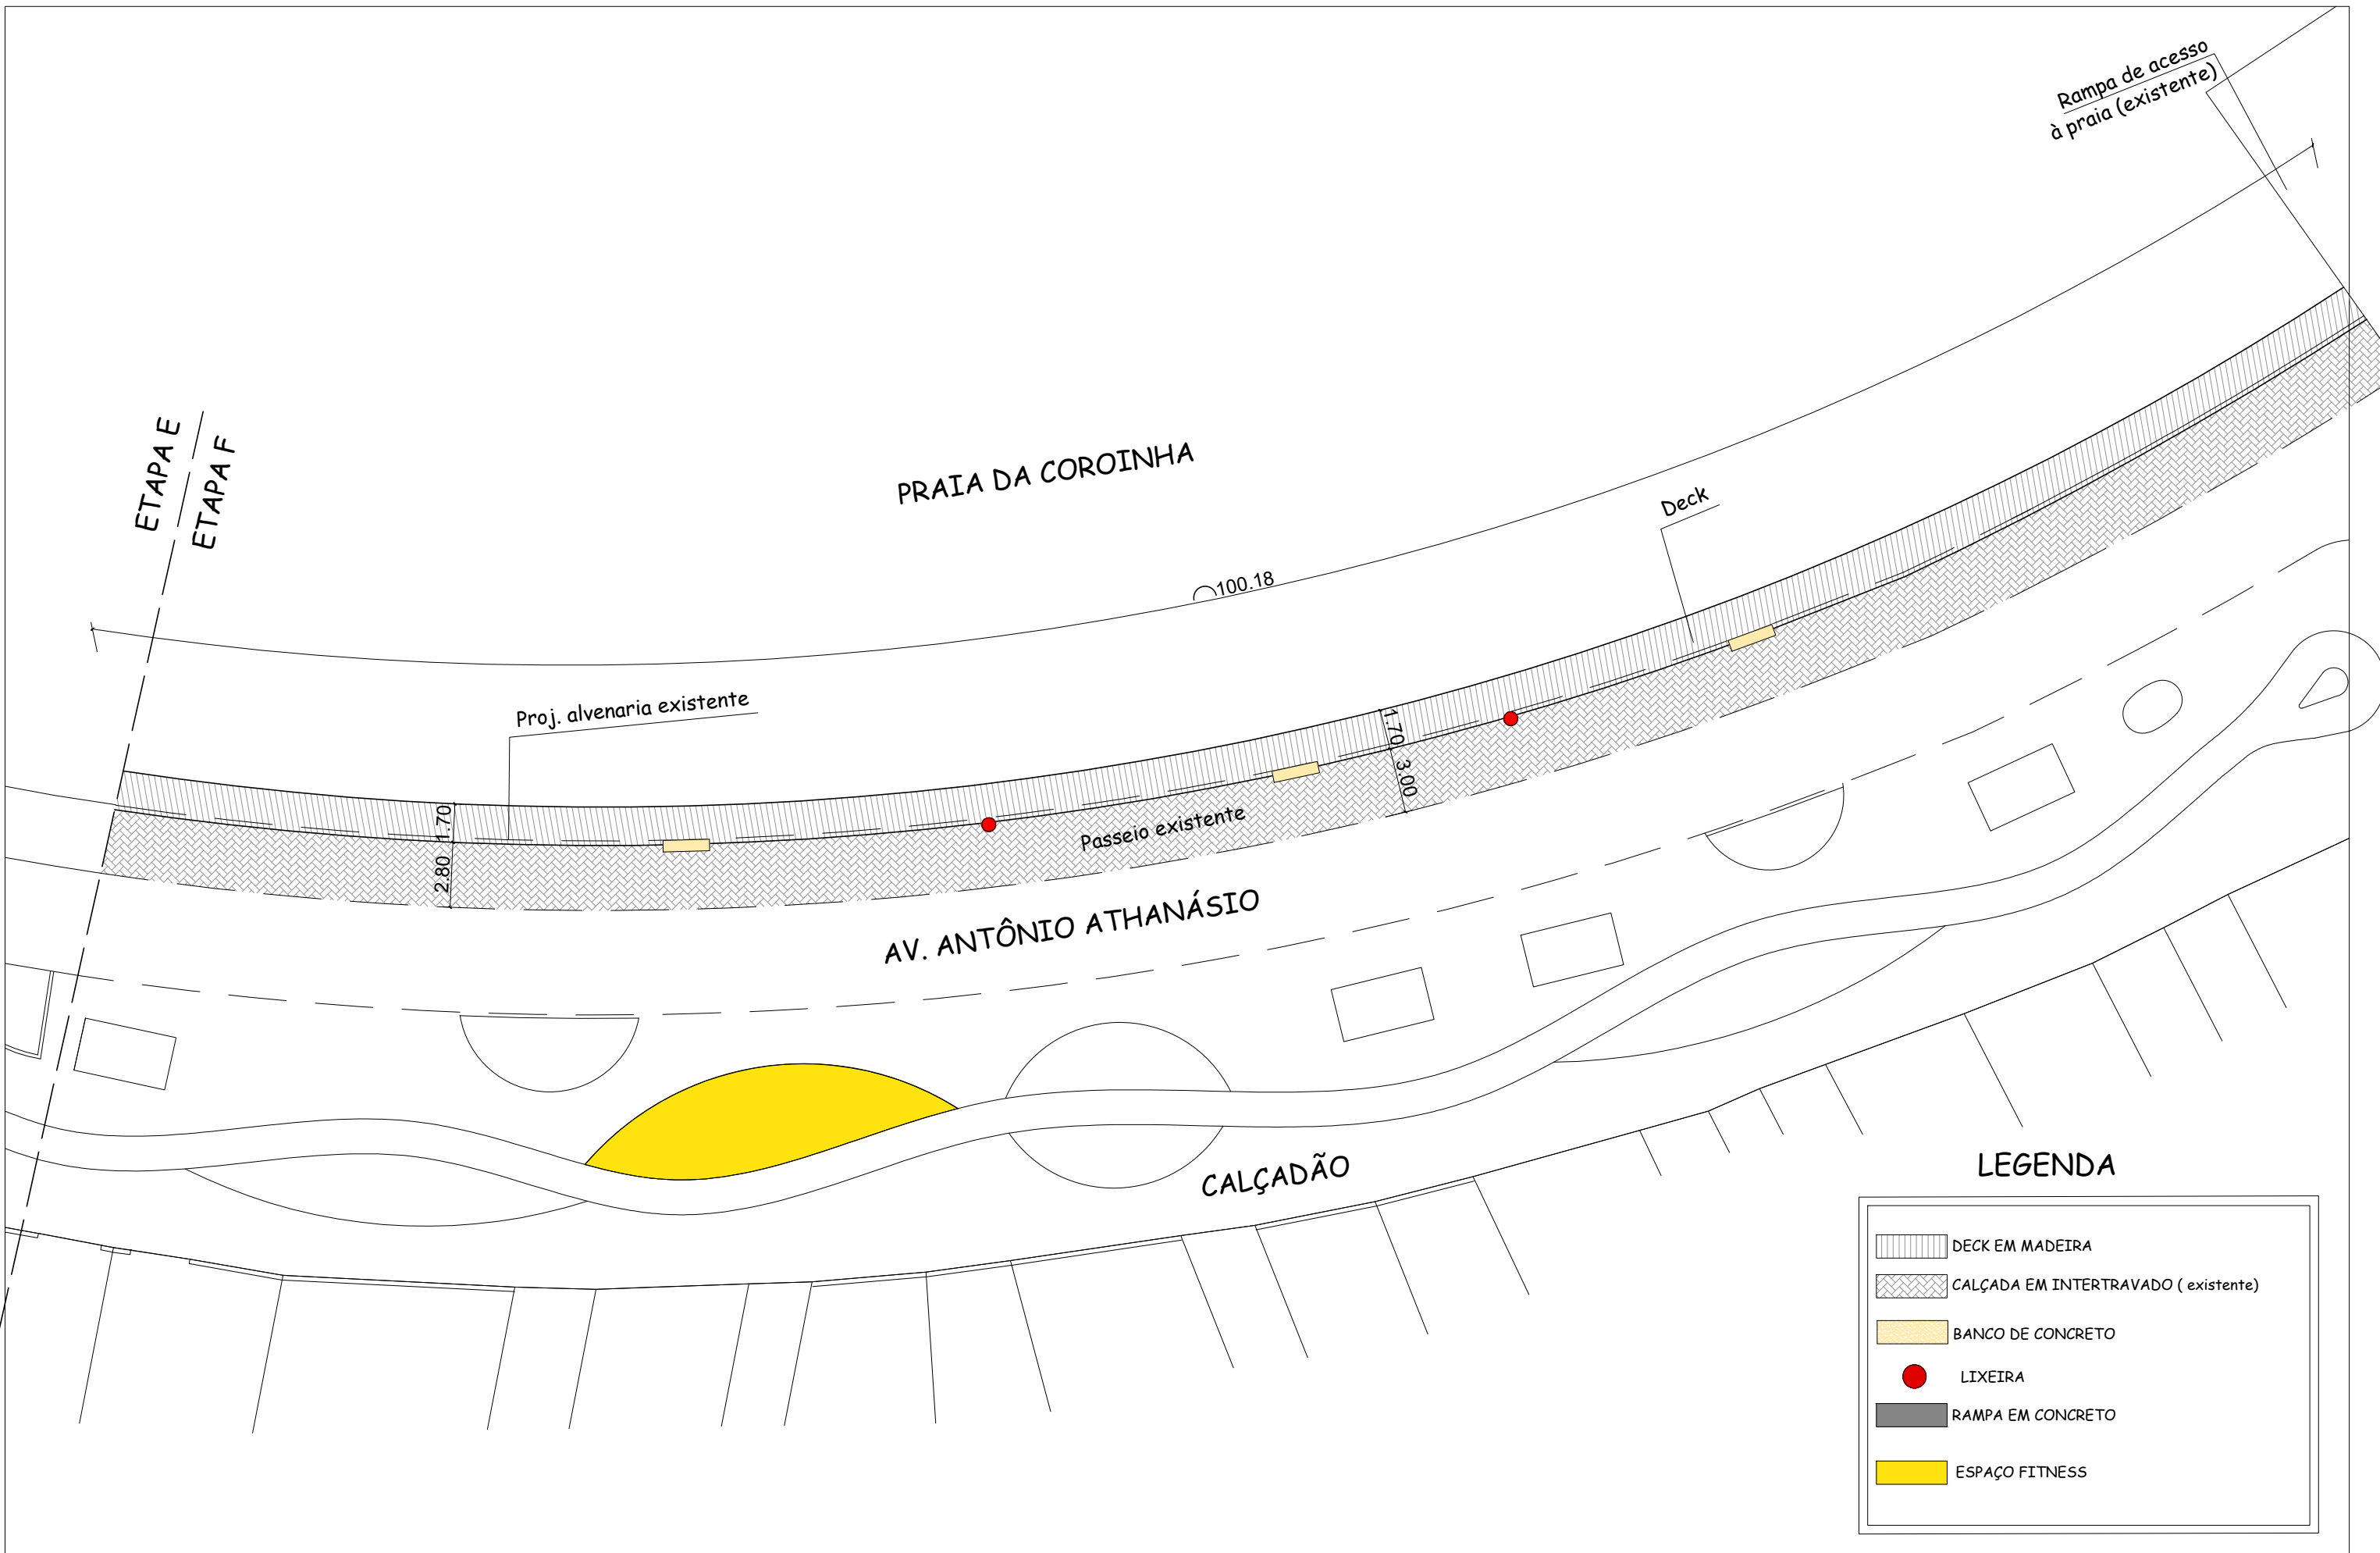 Rampa de acesso
à praia (existente)
ETAPA E
ETAPA F
PRAIA DA COROINHA
Deck
100.18
Proj. alvenaria existente
1.70
3.00
1.70
2.80
Passeio existente
AV. ANTÔNIO ATHANÁSIO
CALÇADÃO
LEGENDA
DECK EM MADEIRA
CALÇADA EM INTERTRAVADO ( existente)
BANCO DE CONCRETO
LIXEIRA
RAMPA EM CONCRETO
ESPAÇO FITNESS